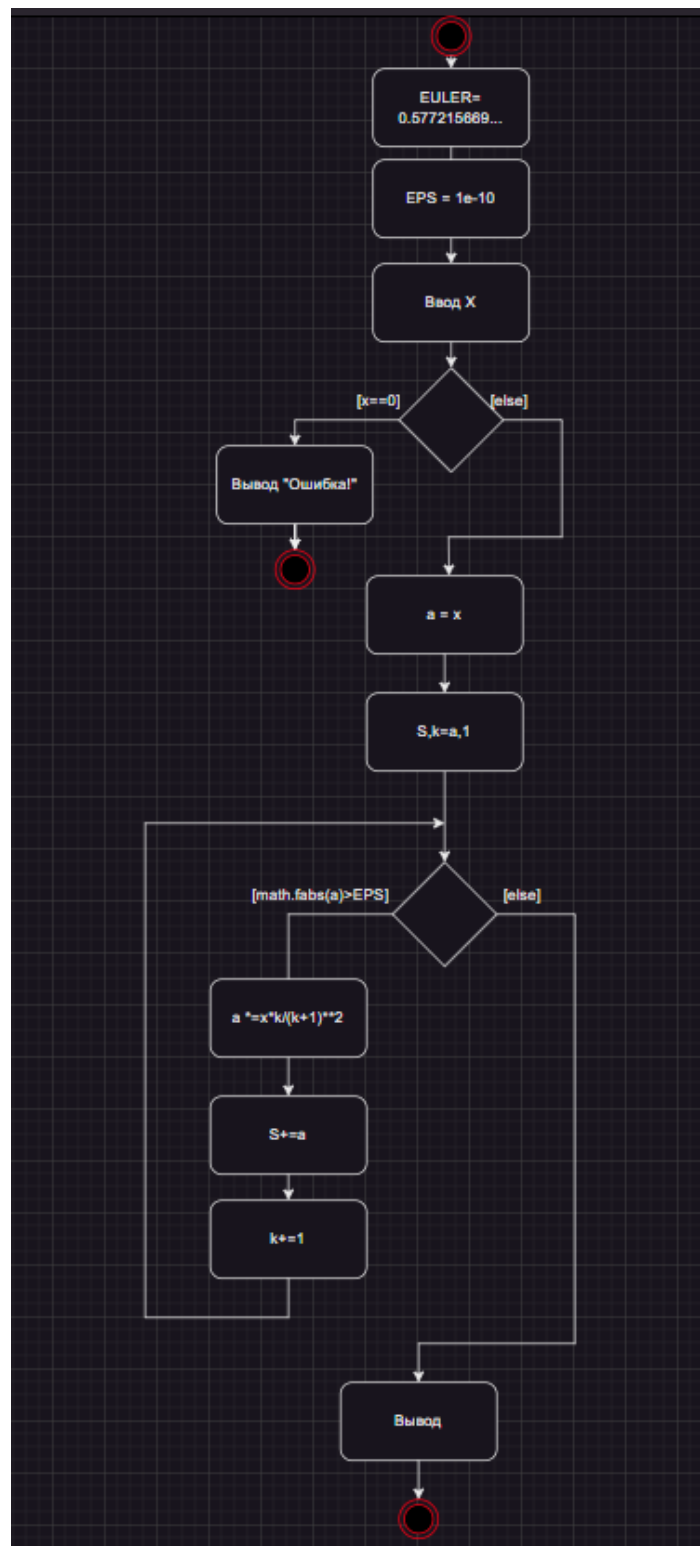 EULER=
0.577215669...
EPS = 1e-10
Ввод X
[x==0]
[else]
Вывод "Ошибка!"
a = x
S,k=a,1
[math.fabs(a)>EPS]
[else]
a *=x*k/(k+1)**2
S+=a
k+=1
Вывод